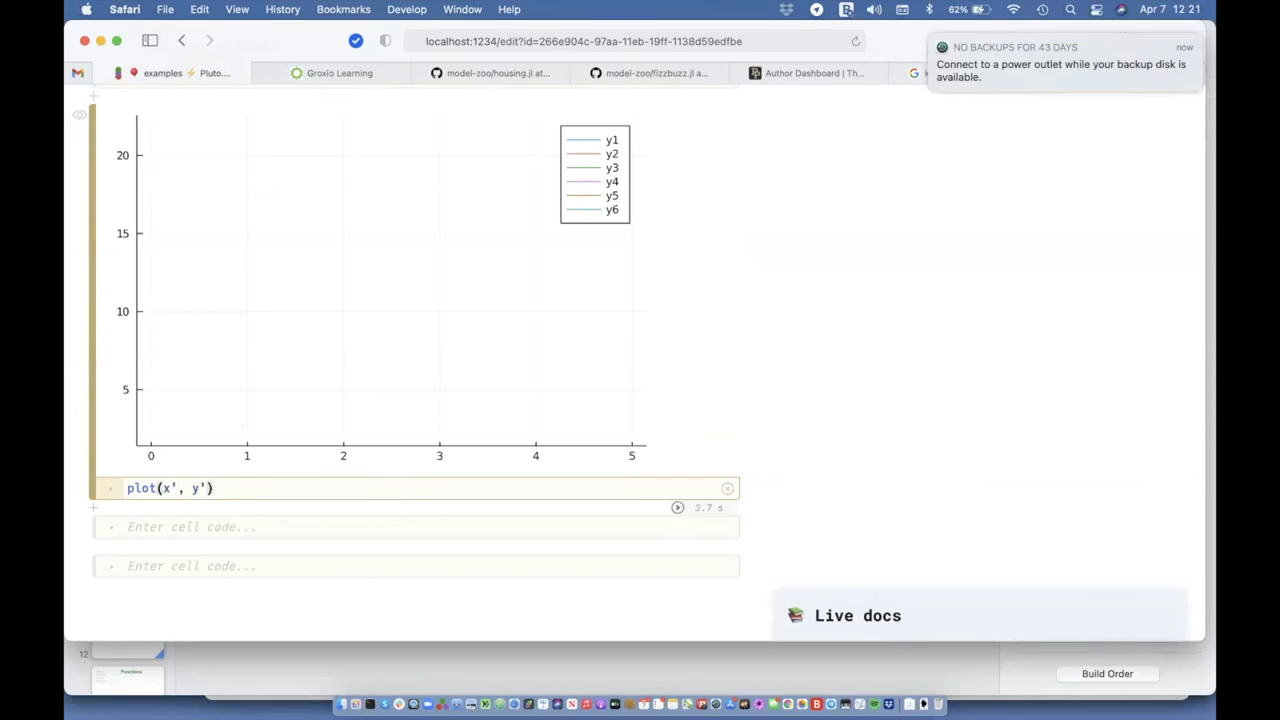 Safari File Edit View History Bookmarks Develop Window Help 62% Apr 7 12 21
localhost:1234/edit?id=266e904c-97aa-11eb-19ff-1138d59edfbe
NO BACKUPS FOR 43 DAYS now
Connect to a power outlet while your backup disk is
available.
examples ⚡ Pluto.... Groxio Learning model-zoo/housing.jl at... model-zoo/fizzbuzz.jl a... Author Dashboard | Th...
y1
y2
y3
y4
y5
y6
20
15
10
5
0 1 2 3 4 5
plot(x', y')
3.7 s
Enter cell code...
Enter cell code...
Live docs
12
Functions
Build Order